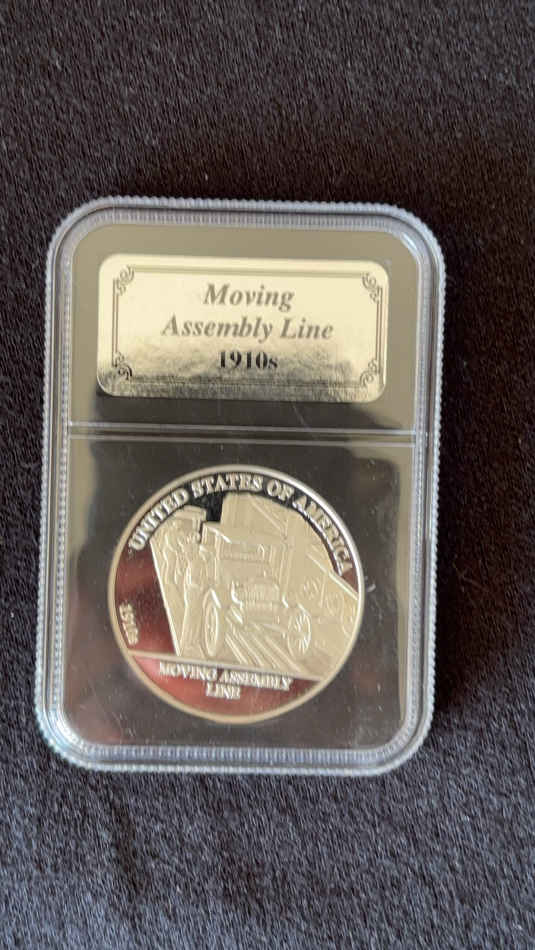 Moving
Assembly Line
1910s
UNITED STATES OF AMERICA
1910s
MOVING ASSEMBLY
LINE